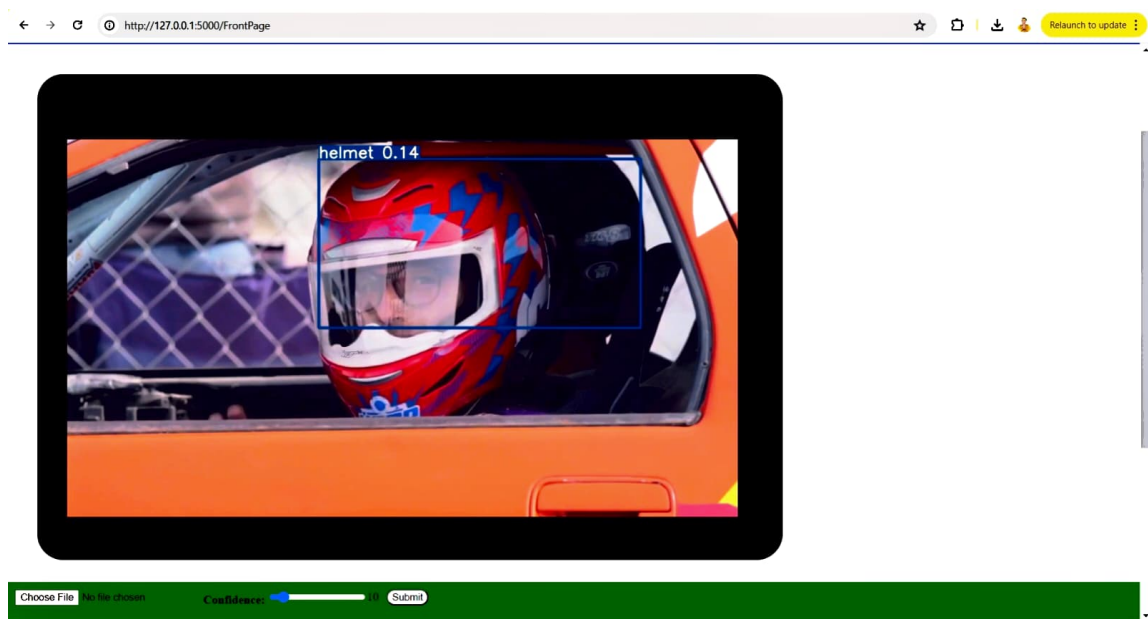 http://127.0.0.1:5000/FrontPage
Relaunch to update
helmet 0.14
Choose File No file chosen Confidence: 10 Submit